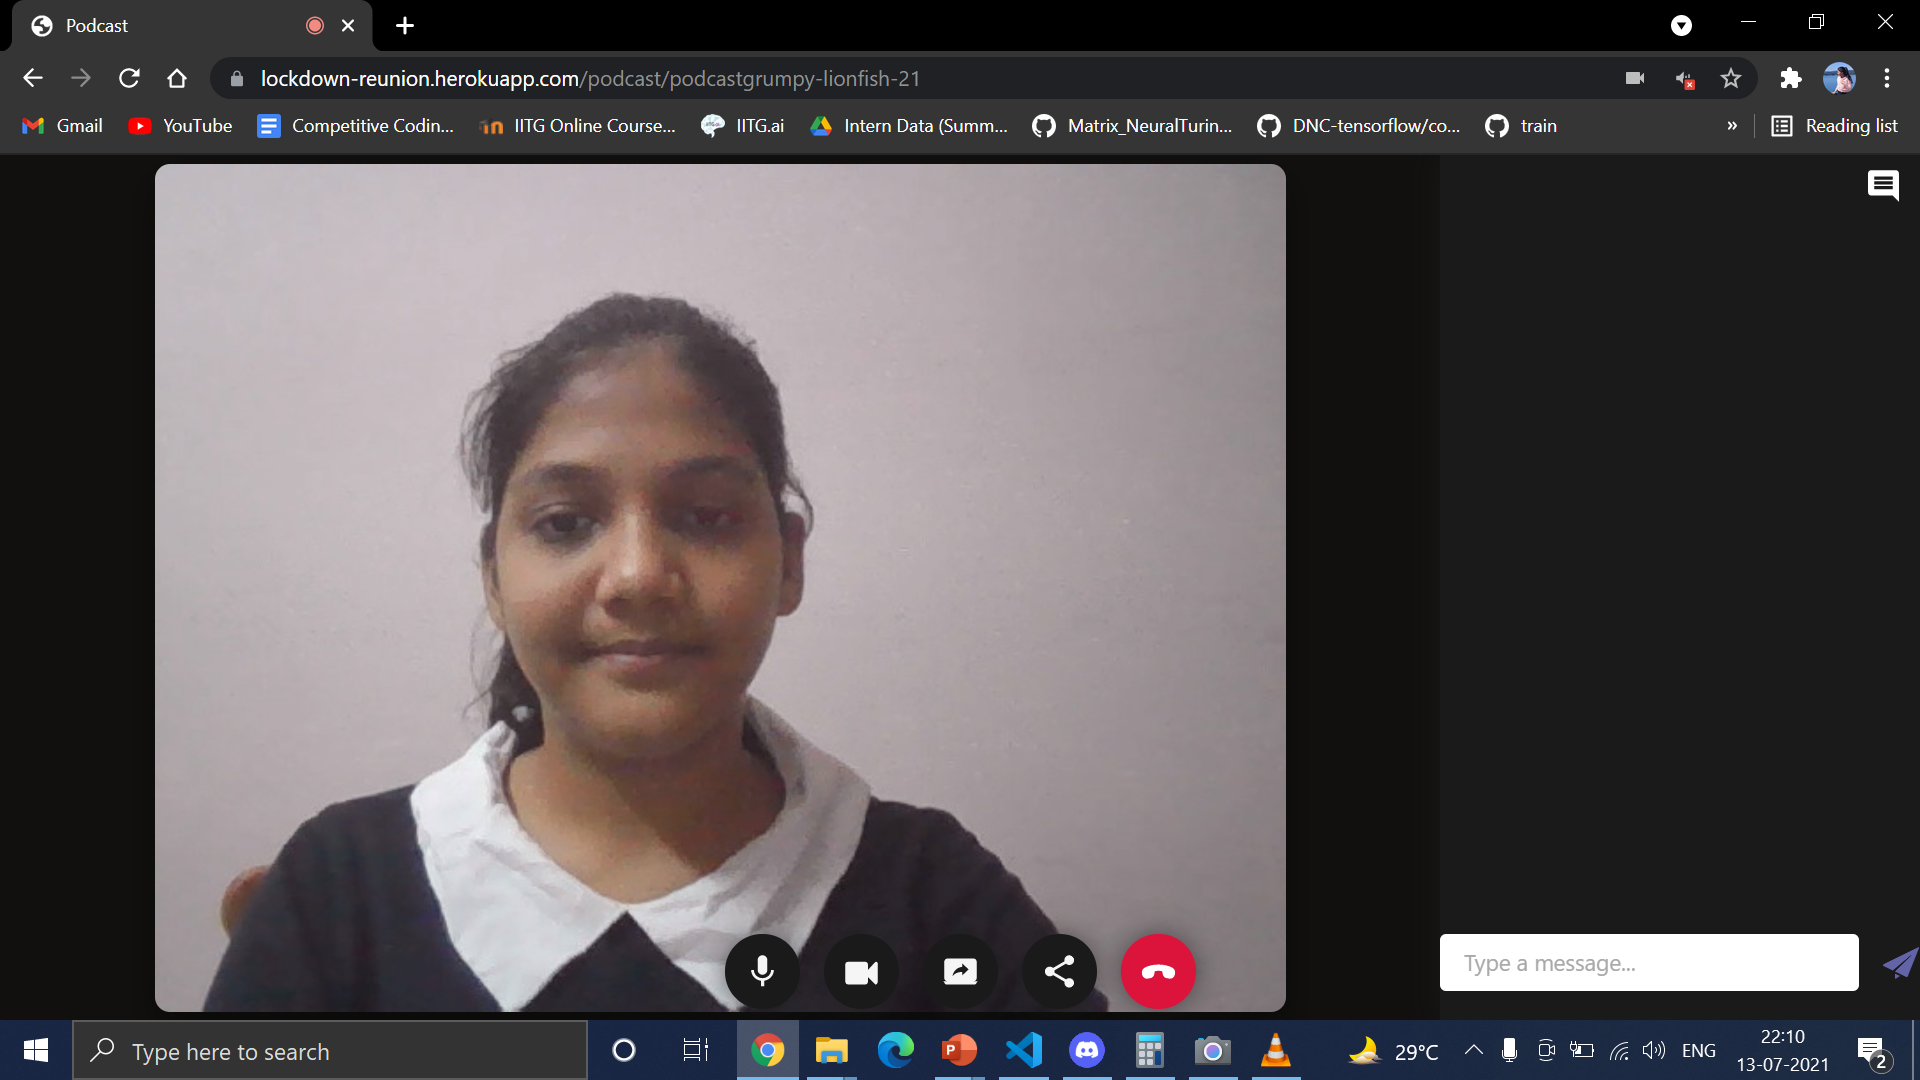 Podcast
lockdown-reunion.herokuapp.com/podcast/podcastgrumpy-lionfish-21
Gmail YouTube Competitive Codin... IITG Online Course... IITG.ai Intern Data (Summ... Matrix_NeuralTurin... DNC-tensorflow/co... train » Reading list
Type a message...
Type here to search
29°C ENG
22:10
13-07-2021
2